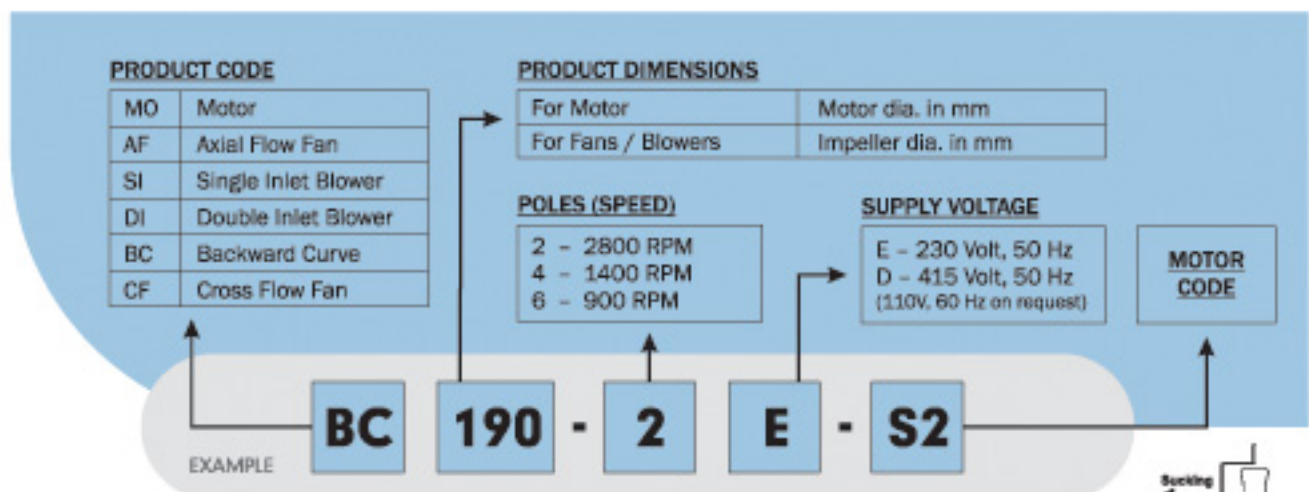 PRODUCT CODE
MO Motor
AF Axial Flow Fan
SI Single Inlet Blower
DI Double Inlet Blower
BC Backward Curve
CF Cross Flow Fan
PRODUCT DIMENSIONS
For Motor Motor dia. in mm
For Fans / Blowers Impeller dia. in mm
POLES (SPEED)
2 – 2800 RPM
4 – 1400 RPM
6 – 900 RPM
SUPPLY VOLTAGE
E – 230 Volt, 50 Hz
D – 415 Volt, 50 Hz
(110V, 60 Hz on request)
MOTOR
CODE
BC 190 - 2 E - S2
EXAMPLE
Sucking